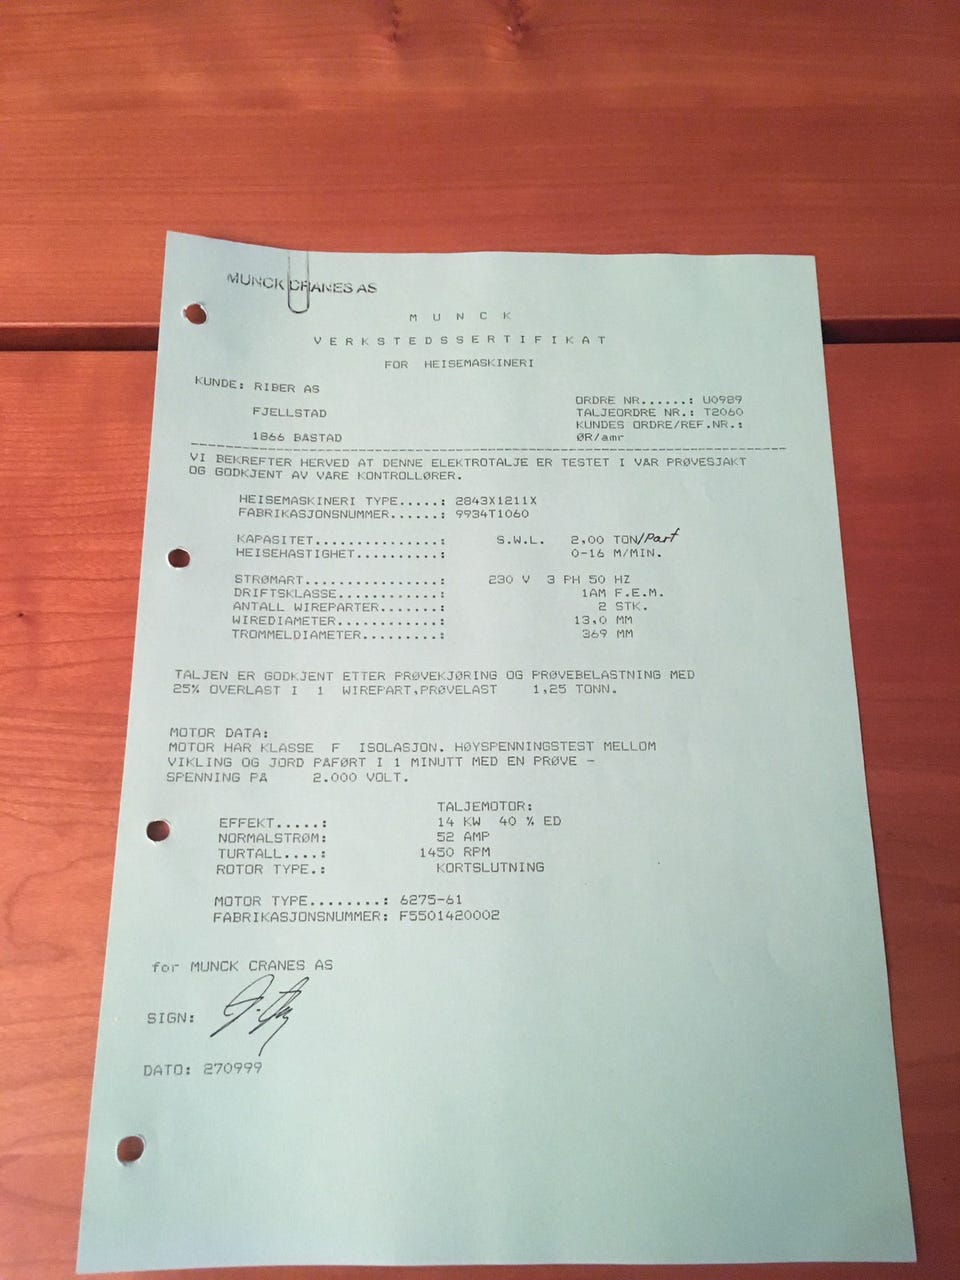 MUNCK CRANES AS
M U N C K
V E R K S T E D S S E R T I F I K A T
FOR HEISEMASKINERI
KUNDE: RIBER AS
FJELLSTAD
1866 BASTAD
ORDRE NR......: U0989
TALJEORDRE NR.: T2060
KUNDES ORDRE/REF.NR.:
ØR/amr
VI BEKREFTER HERVED AT DENNE ELEKTROTALJE ER TESTET I VAR PRØVESJAKT
OG GODKJENT AV VARE KONTROLLØRER.
HEISEMASKINERI TYPE.....: 2843X1211X
FABRIKASJONSNUMMER......: 9934T1060
KAPASITET...............: S.W.L. 2,00 TON/Part
HEISEHASTIGHET..........: 0-16 M/MIN.
STRØMART................: 230 V 3 PH 50 HZ
DRIFTSKLASSE............: 1AM F.E.M.
ANTALL WIREPARTER.......: 2 STK.
WIREDIAMETER............: 13,0 MM
TROMMELDIAMETER.........: 369 MM
TALJEN ER GODKJENT ETTER PRØVEKJØRING OG PRØVEBELASTNING MED
25% OVERLAST I 1 WIREPART,PRØVELAST 1,25 TONN.
MOTOR DATA:
MOTOR HAR KLASSE F ISOLASJON. HØYSPENNINGSTEST MELLOM
VIKLING OG JORD PAFØRT I 1 MINUTT MED EN PRØVE -
SPENNING PA 2.000 VOLT.
TALJEMOTOR:
EFFEKT.....: 14 KW 40 % ED
NORMALSTRØM: 52 AMP
TURTALL....: 1450 RPM
ROTOR TYPE.: KORTSLUTNING
MOTOR TYPE........: 6275-61
FABRIKASJONSNUMMER: F5501420002
for MUNCK CRANES AS
SIGN:
DATO: 270999